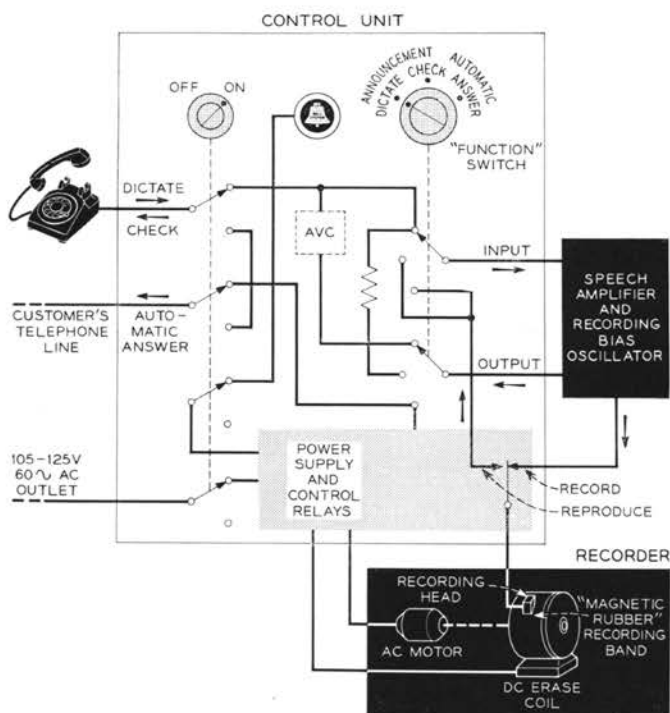 CONTROL UNIT
OFF ON
ANNOUNCEMENT AUTOMATIC
DICTATE CHECK ANSWER
"FUNCTION"
SWITCH
DICTATE
CHECK
AVC
INPUT
SPEECH
AMPLIFIER
AND
RECORDING
BIAS
OSCILLATOR
CUSTOMER'S
TELEPHONE
LINE
AUTO-
MATIC
ANSWER
OUTPUT
105-125V
60~ AC
OUTLET
POWER
SUPPLY
AND
CONTROL
RELAYS
RECORD
REPRODUCE
RECORDER
RECORDING
HEAD
"MAGNETIC
RUBBER"
RECORDING
BAND
AC MOTOR
DC ERASE
COIL